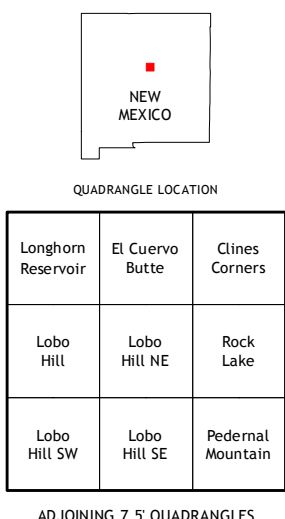 NEW
MEXICO
QUADRANGLE LOCATION
Longhorn
Reservoir
El Cuervo
Butte
Clines
Corners
Lobo
Hill
Lobo
Hill NE
Rock
Lake
Lobo
Hill SW
Lobo
Hill SE
Pedernal
Mountain
ADJOINING 7.5' QUADRANGLES